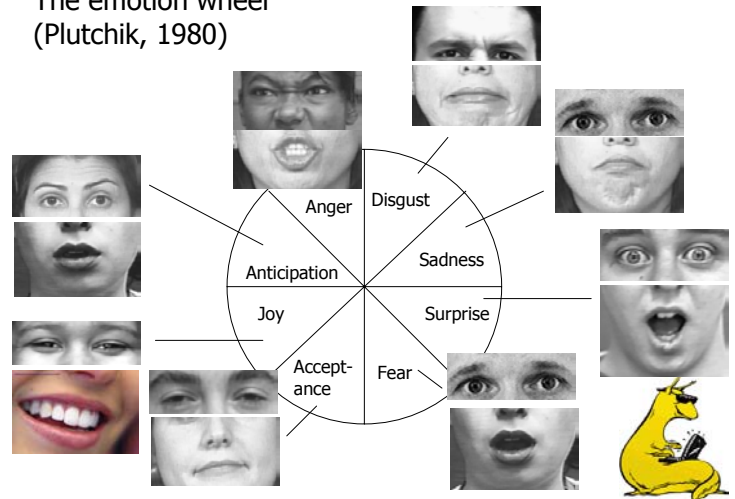 The emotion wheel
(Plutchik, 1980)
Anger
Disgust
Anticipation
Sadness
Joy
Surprise
Accept-
ance
Fear